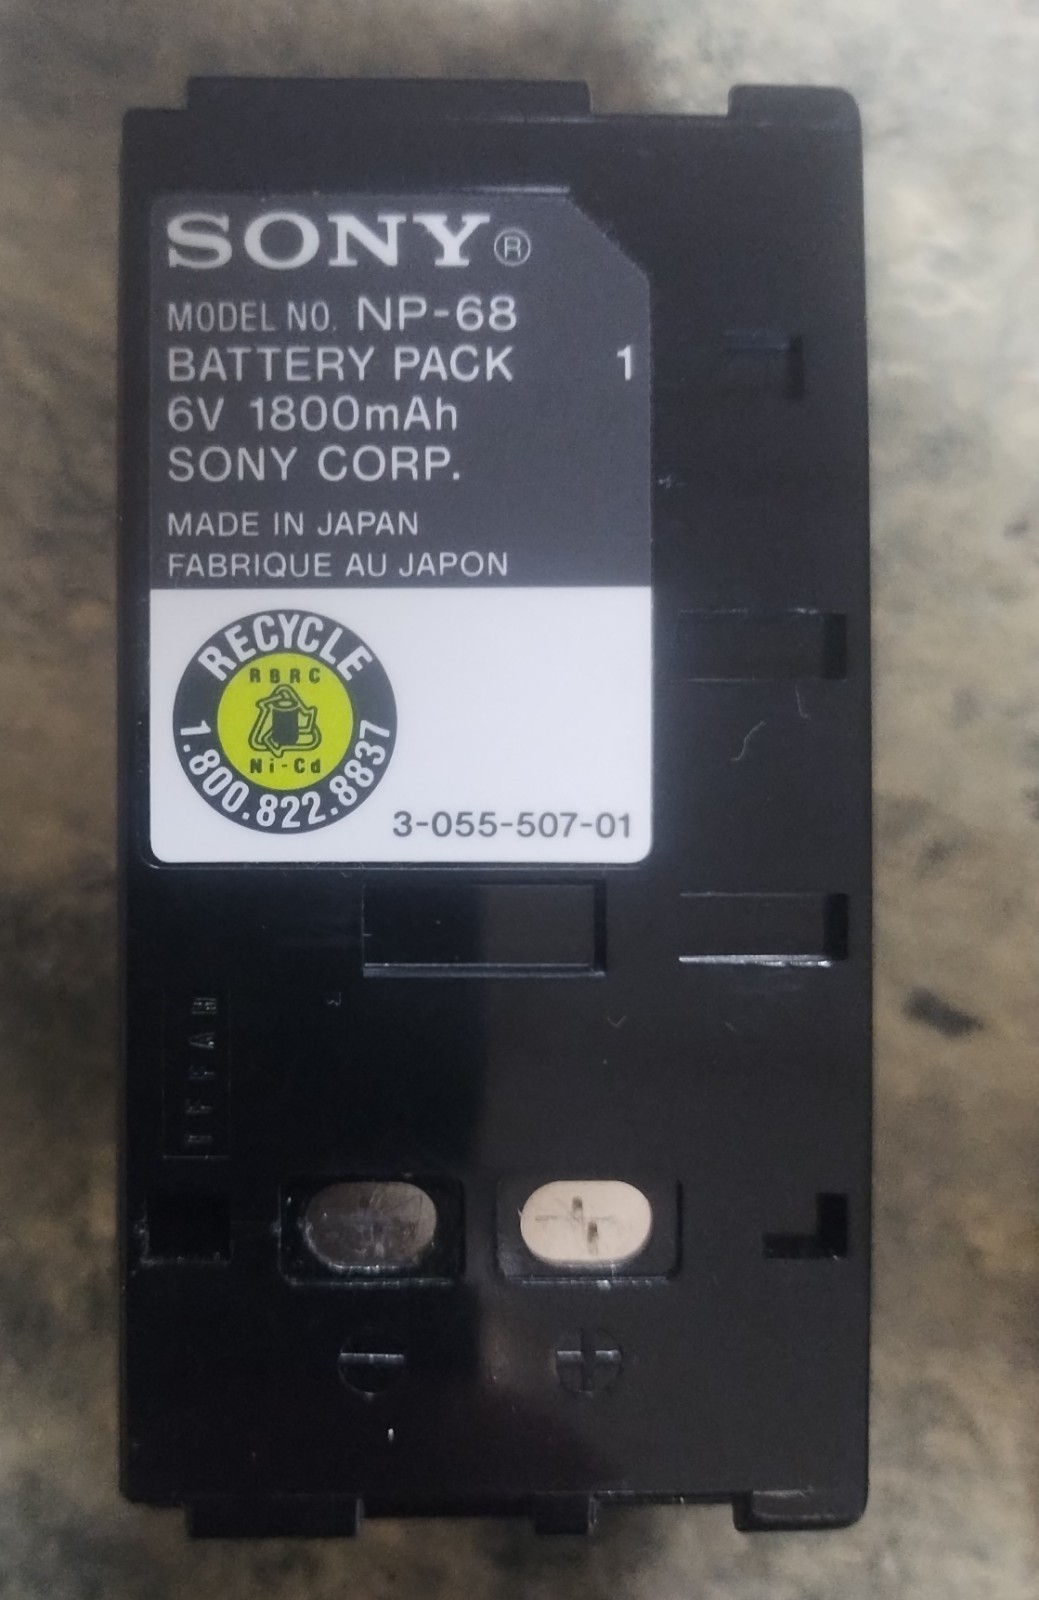 SONY®
MODEL NO. NP-68
BATTERY PACK 1
6V 1800mAh
SONY CORP.
MADE IN JAPAN
FABRIQUE AU JAPON
RECYCLE
RBRC
Ni-Cd
1.800.822.8837
3-055-507-01